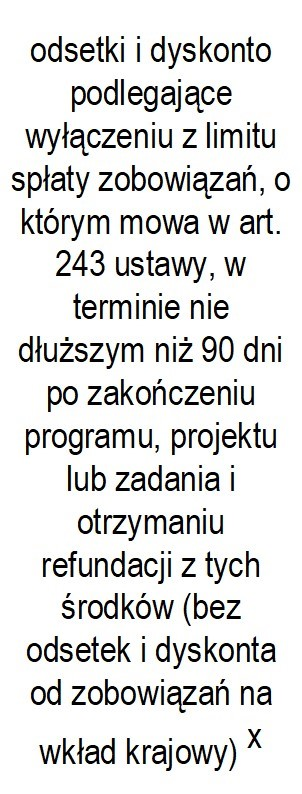 odsetki i dyskonto
podlegające
wyłączeniu z limitu
spłaty zobowiązań, o
którym mowa w art.
243 ustawy, w
terminie nie
dłuższym niż 90 dni
po zakończeniu
programu, projektu
lub zadania i
otrzymaniu
refundacji z tych
środków (bez
odsetek i dyskonta
od zobowiązań na
wkład krajowy) x